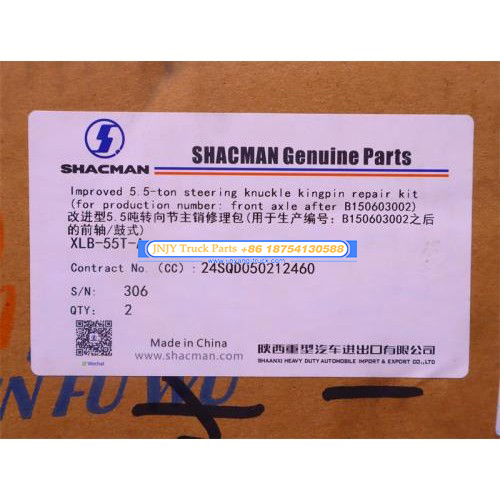 SHACMAN
SHACMAN Genuine Parts
Improved 5.5-ton steering knuckle kingpin repair kit
(for production number: front axle after B150603002)
改进型5.5吨转向节主销修理包(用于生产编号: B150603002之后
的前轴/鼓式)
XLB-55T-
JNJY Truck Parts +86 18754130588
Contract No. (CC) : 24SQD050212460
S/N: 306
QTY: 2
Made in China
www.shacman.com
Wechat
陕西重型汽车进出口有限公司
SHAANXI HEAVY DUTY AUTOMOBILE IMPORT & EXPORT CO.,LTD
N FU WU